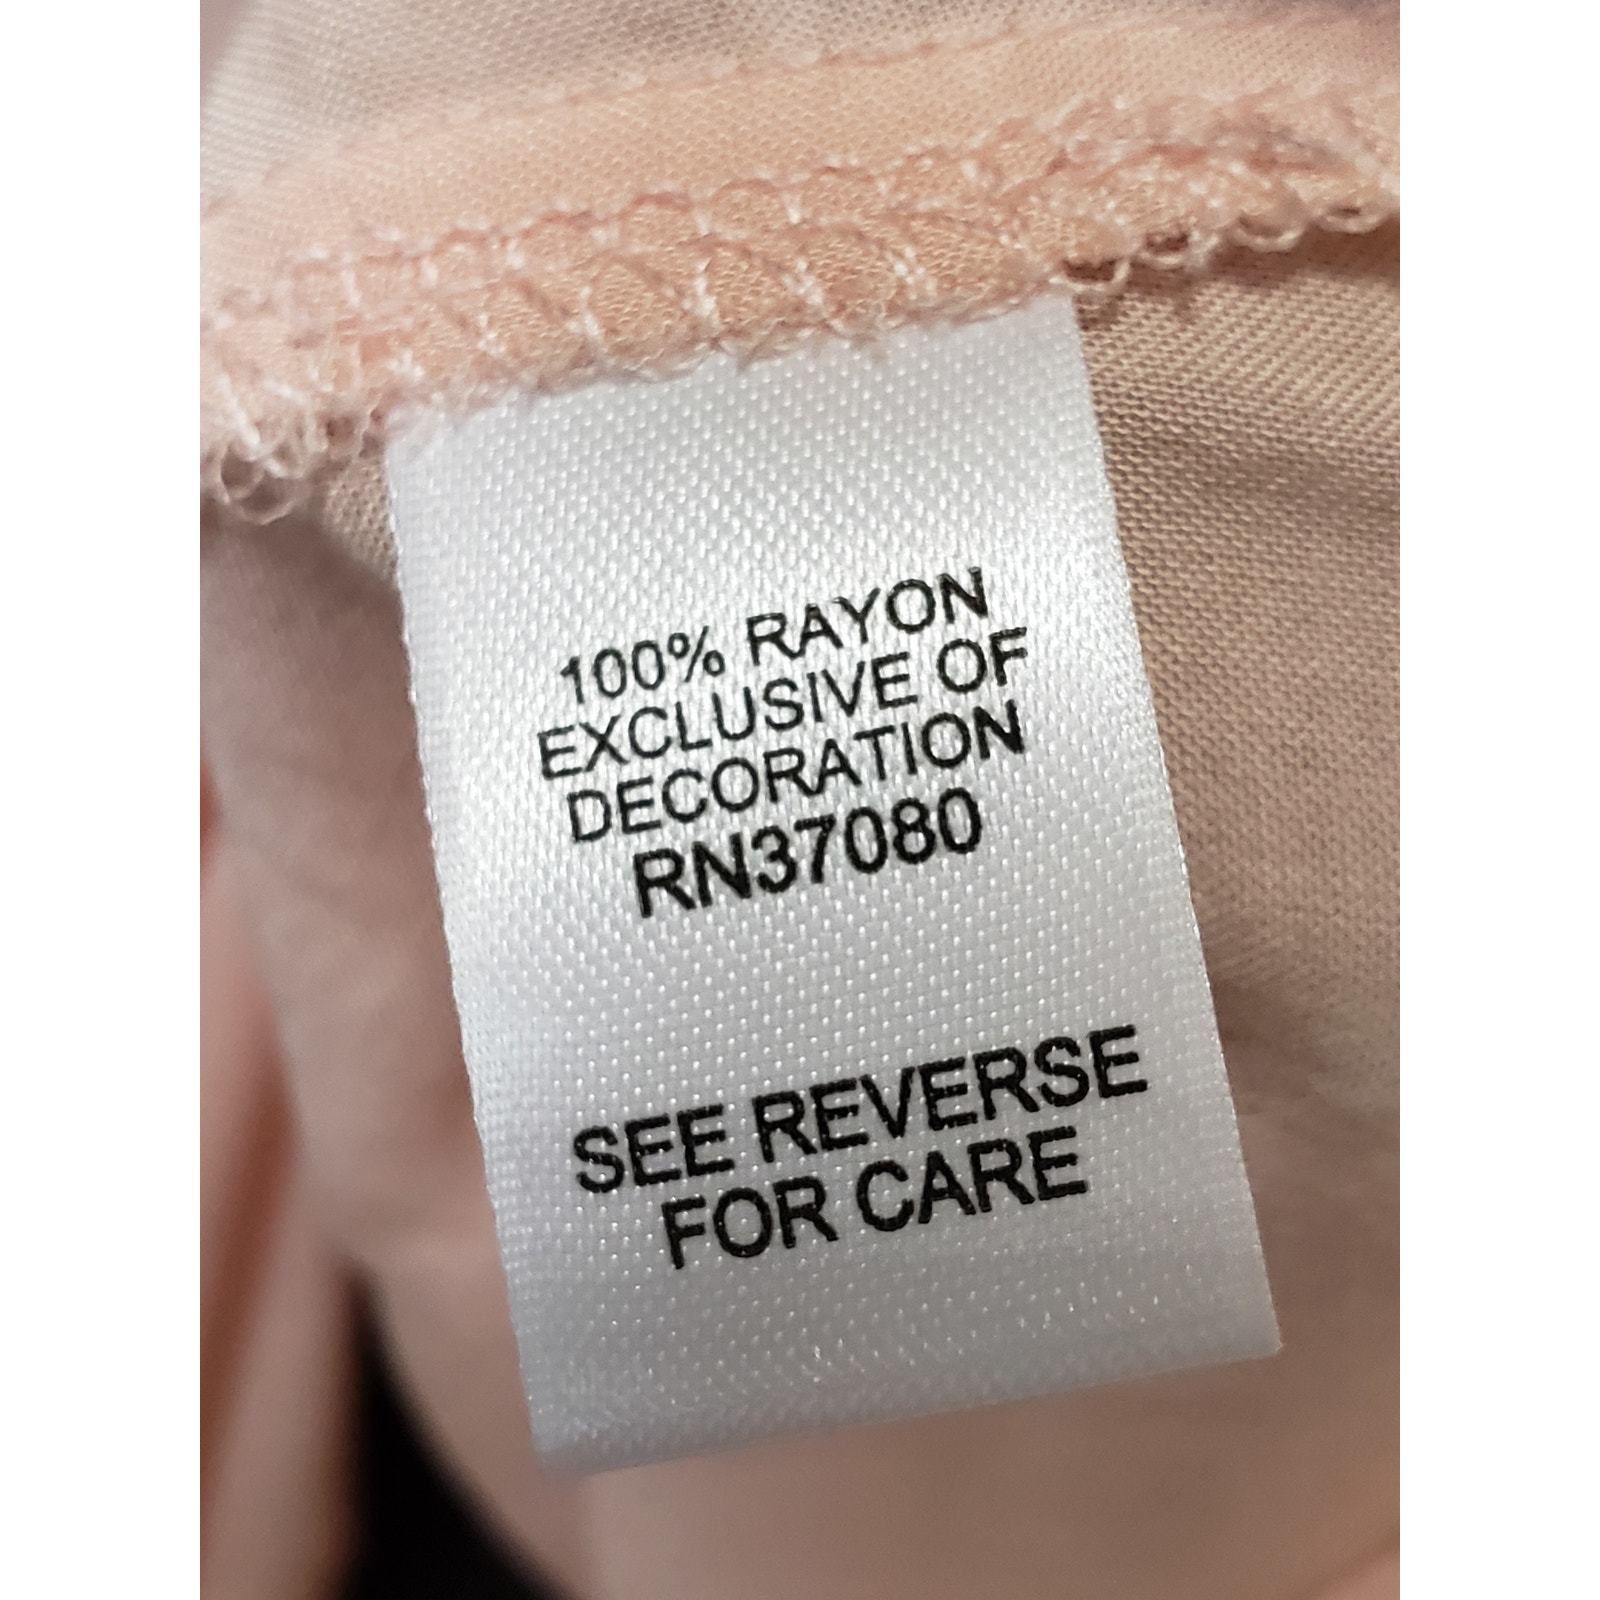 100% RAYON
EXCLUSIVE OF
DECORATION
RN37080
SEE REVERSE
FOR CARE